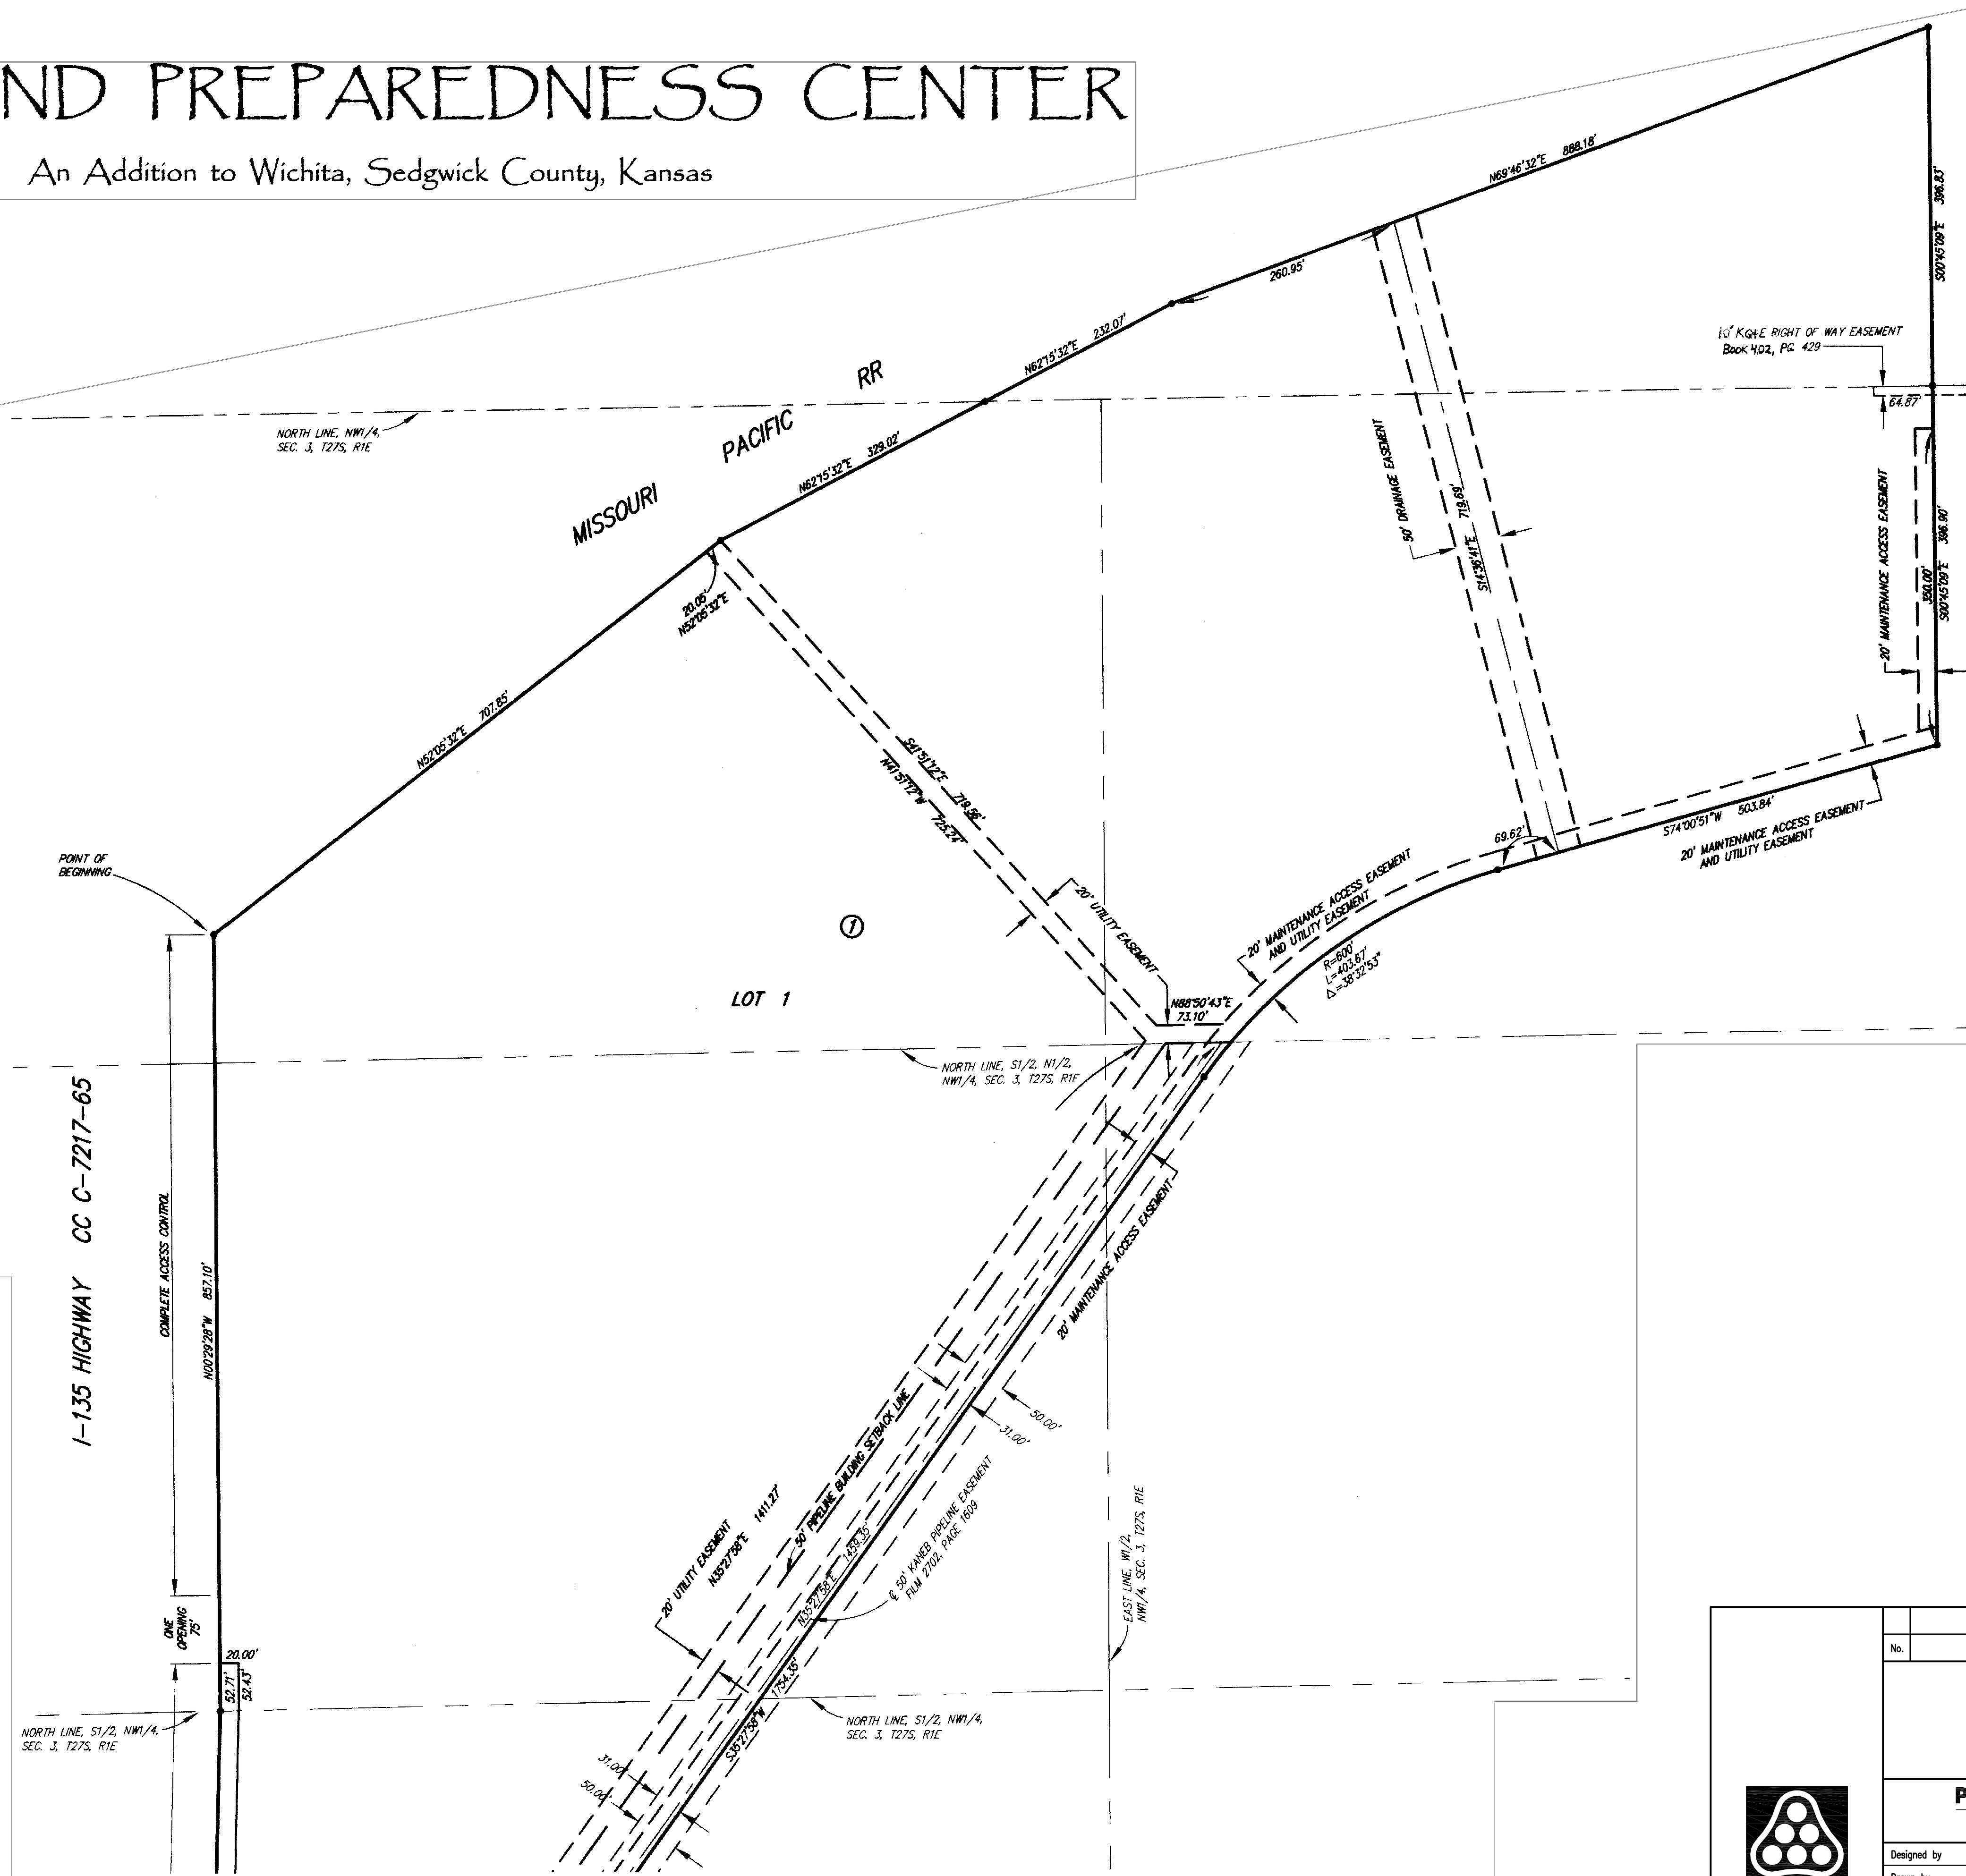 ND PREPAREDNESS CENTER
An Addition to Wichita, Sedgwick County, Kansas
N69°46'32"E 888.18'
S00°45'09"E 396.83'
260.95'
10' KG&E RIGHT OF WAY EASEMENT
BOOK 402, PG 429
64.87'
N62°15'32"E 232.07'
MISSOURI PACIFIC RR
NORTH LINE, NW1/4,
SEC. 3, T27S, R1E
N62°15'32"E 329.02'
50' DRAINAGE EASEMENT
S14°36'41"E 719.69'
20' MAINTENANCE ACCESS EASEMENT
350.00'
S00°45'09"E 396.90'
20.05'
N52°05'32"E
N52°05'32"E 707.85'
S41°51'12"E 719.56'
N41°51'12"W 725.24'
69.62'
S74°00'51"W 503.84'
20' MAINTENANCE ACCESS EASEMENT
AND UTILITY EASEMENT
POINT OF
BEGINNING
1
LOT 1
20' UTILITY EASEMENT
20' MAINTENANCE ACCESS EASEMENT
AND UTILITY EASEMENT
R=600'
L=403.67'
Δ=38°32'53"
N88°50'43"E
73.10'
NORTH LINE, S1/2, N1/2,
NW1/4, SEC. 3, T27S, R1E
I-135 HIGHWAY CC C-7217-65
COMPLETE ACCESS CONTROL
N00°29'28"W 857.10'
20' MAINTENANCE ACCESS EASEMENT
50.00'
31.00'
50' PIPELINE BUILDING SETBACK LINE
20' UTILITY EASEMENT
N35°27'58"E 1411.27'
N35°27'58"E 1459.35'
℄ 50' KANEB PIPELINE EASEMENT
FILM 2702, PAGE 1609
EAST LINE, W1/2,
NW1/4, SEC. 3, T27S, R1E
ONE
OPENING
75'
20.00'
52.71'
52.43'
S35°27'58"W 1754.35'
NORTH LINE, S1/2, NW1/4,
SEC. 3, T27S, R1E
NORTH LINE, S1/2, NW1/4,
SEC. 3, T27S, R1E
31.00'
50.00'
No.
P
Designed by